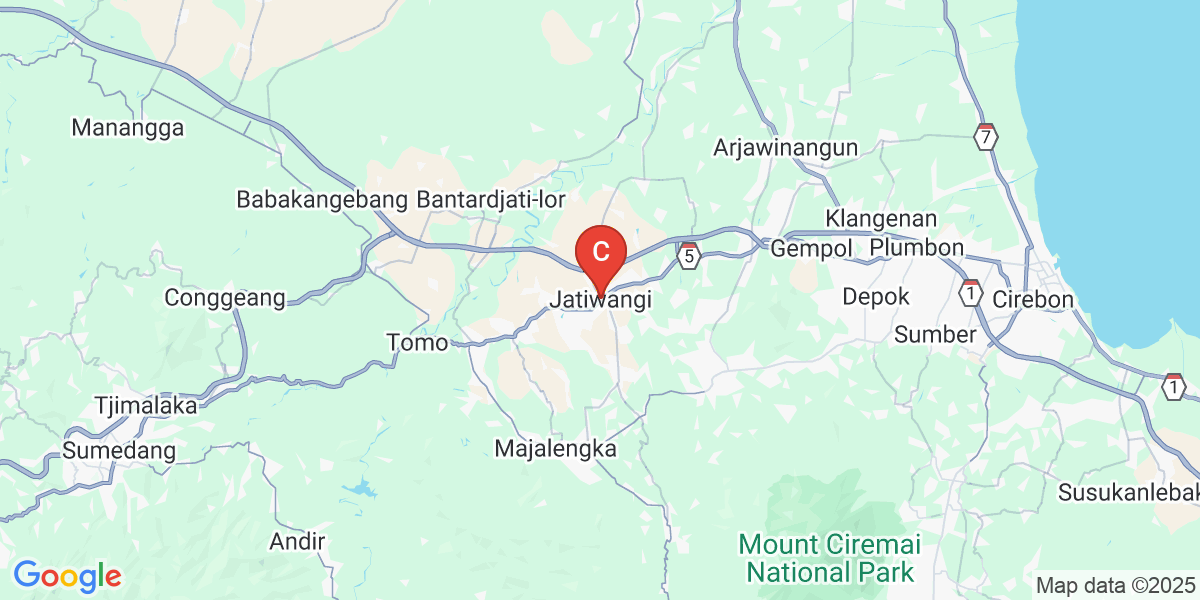 Manangga
7
Arjawinangun
Babakangebang
Bantardjati-lor
Klangenan
Gempol
Plumbon
C
5
Conggeang
Jatiwangi
Depok
1
Cirebon
Tomo
Sumber
1
Tjimalaka
Sumedang
Majalengka
Susukanlebak
Andir
Mount Ciremai
National Park
Google
Map data ©2025